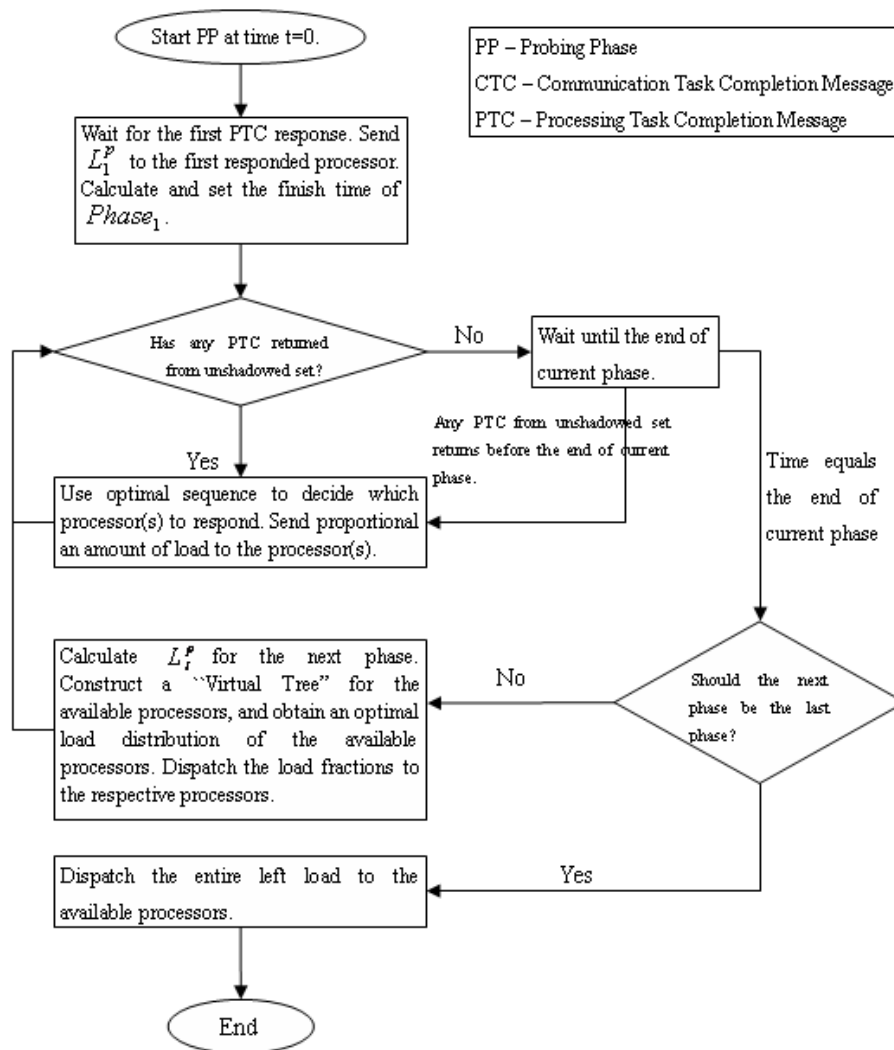 Start PP at time t=0.
PP – Probing Phase
CTC – Communication Task Completion Message
PTC – Processing Task Completion Message
Wait for the first PTC response. Send
L_1^p to the first responded processor.
Calculate and set the finish time of
Phase_1.
Has any PTC returned
from unshadowed set?
No
Wait until the end of
current phase.
Any PTC from unshadowed set
returns before the end of current
phase.
Yes
Use optimal sequence to decide which
processor(s) to respond. Send proportional
an amount of load to the processor(s).
Time equals
the end of
current phase
Calculate L_i^p for the next phase.
Construct a ``Virtual Tree” for the
available processors, and obtain an optimal
load distribution of the available
processors. Dispatch the load fractions to
the respective processors.
No
Should the next
phase be the last
phase?
Dispatch the entire left load to the
available processors.
Yes
End